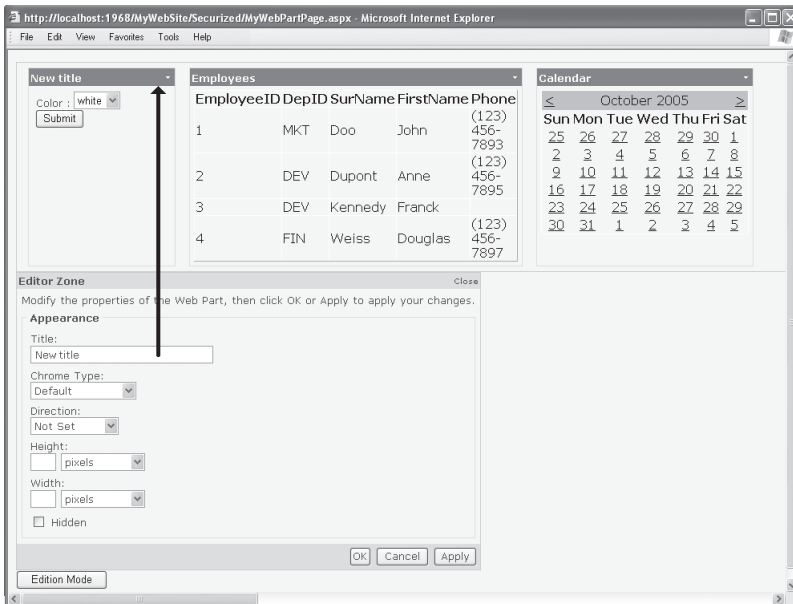 http://localhost:1968/MyWebSite/Securized/MyWebPartPage.aspx - Microsoft Internet Explorer
File Edit View Favorites Tools Help
New title
Color : white
Submit
Employees
EmployeeID DepID SurName FirstName Phone
1 MKT Doo John (123) 456-7893
2 DEV Dupont Anne (123) 456-7895
3 DEV Kennedy Franck
4 FIN Weiss Douglas (123) 456-7897
Calendar
< October 2005 >
Sun Mon Tue Wed Thu Fri Sat
25 26 27 28 29 30 1
2 3 4 5 6 7 8
9 10 11 12 13 14 15
16 17 18 19 20 21 22
23 24 25 26 27 28 29
30 31 1 2 3 4 5
Editor Zone Close
Modify the properties of the Web Part, then click OK or Apply to apply your changes.
Appearance
Title:
New title
Chrome Type:
Default
Direction:
Not Set
Height:
pixels
Width:
pixels
Hidden
OK Cancel Apply
Edition Mode